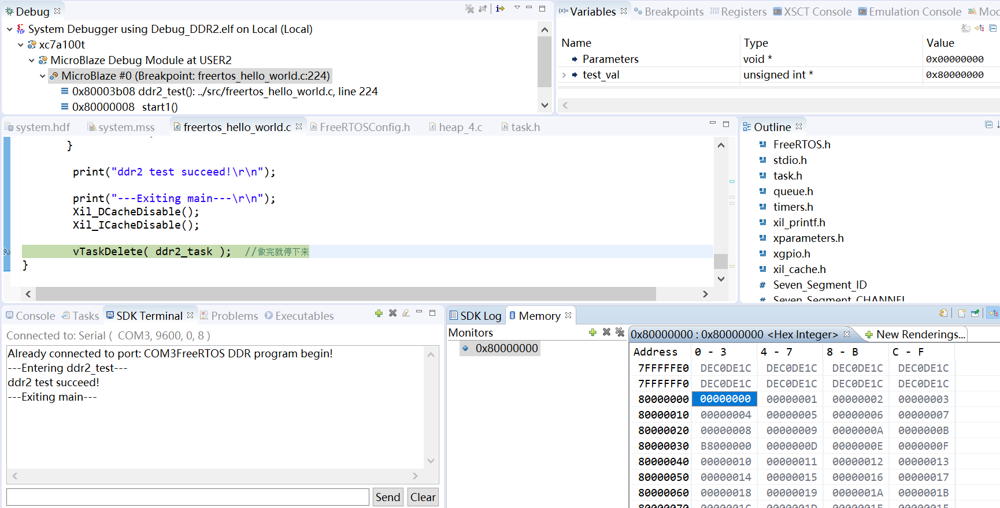 Debug
System Debugger using Debug_DDR2.elf on Local (Local)
xc7a100t
MicroBlaze Debug Module at USER2
MicroBlaze #0 (Breakpoint: freertos_hello_world.c:224)
0x80003b08 ddr2_test(): ../src/freertos_hello_world.c, line 224
0x80000008 start1()
Variables Breakpoints Registers XSCT Console Emulation Console
Name Type Value
Parameters void * 0x00000000
test_val unsigned int * 0x80000000
system.hdf system.mss freertos_hello_world.c FreeRTOSConfig.h heap_4.c task.h
}
print("ddr2 test succeed!\r\n");
print("---Exiting main---\r\n");
Xil_DCacheDisable();
Xil_ICacheDisable();
vTaskDelete( ddr2_task ); //做完就停下来
}
Outline
FreeRTOS.h
stdio.h
task.h
queue.h
timers.h
xil_printf.h
xparameters.h
xgpio.h
xil_cache.h
Seven_Segment_ID
Seven_Segment_CHANNEL
Console Tasks SDK Terminal Problems Executables
Connected to: Serial ( COM3, 9600, 0, 8 )
Already connected to port: COM3FreeRTOS DDR program begin!
---Entering ddr2_test---
ddr2 test succeed!
---Exiting main---
Send Clear
SDK Log Memory
Monitors
0x80000000
0x80000000 : 0x80000000 <Hex Integer> New Renderings...
Address 0 - 3 4 - 7 8 - B C - F
7FFFFFE0 DEC0DE1C DEC0DE1C DEC0DE1C DEC0DE1C
7FFFFFF0 DEC0DE1C DEC0DE1C DEC0DE1C DEC0DE1C
80000000 00000000 00000001 00000002 00000003
80000010 00000004 00000005 00000006 00000007
80000020 00000008 00000009 0000000A 0000000B
80000030 B8000000 0000000D 0000000E 0000000F
80000040 00000010 00000011 00000012 00000013
80000050 00000014 00000015 00000016 00000017
80000060 00000018 00000019 0000001A 0000001B
80000070 0000001C 0000001D 0000001E 0000001F